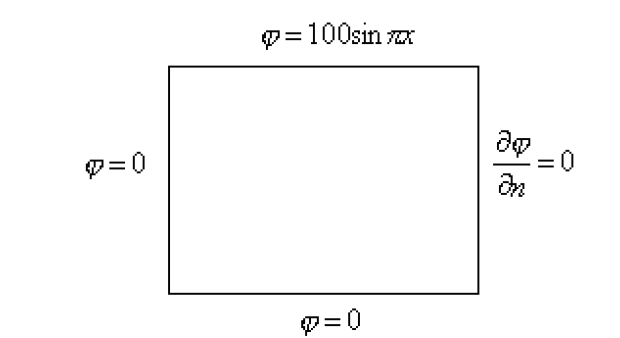 φ = 100sin πx
φ = 0
∂φ/∂n = 0
φ = 0